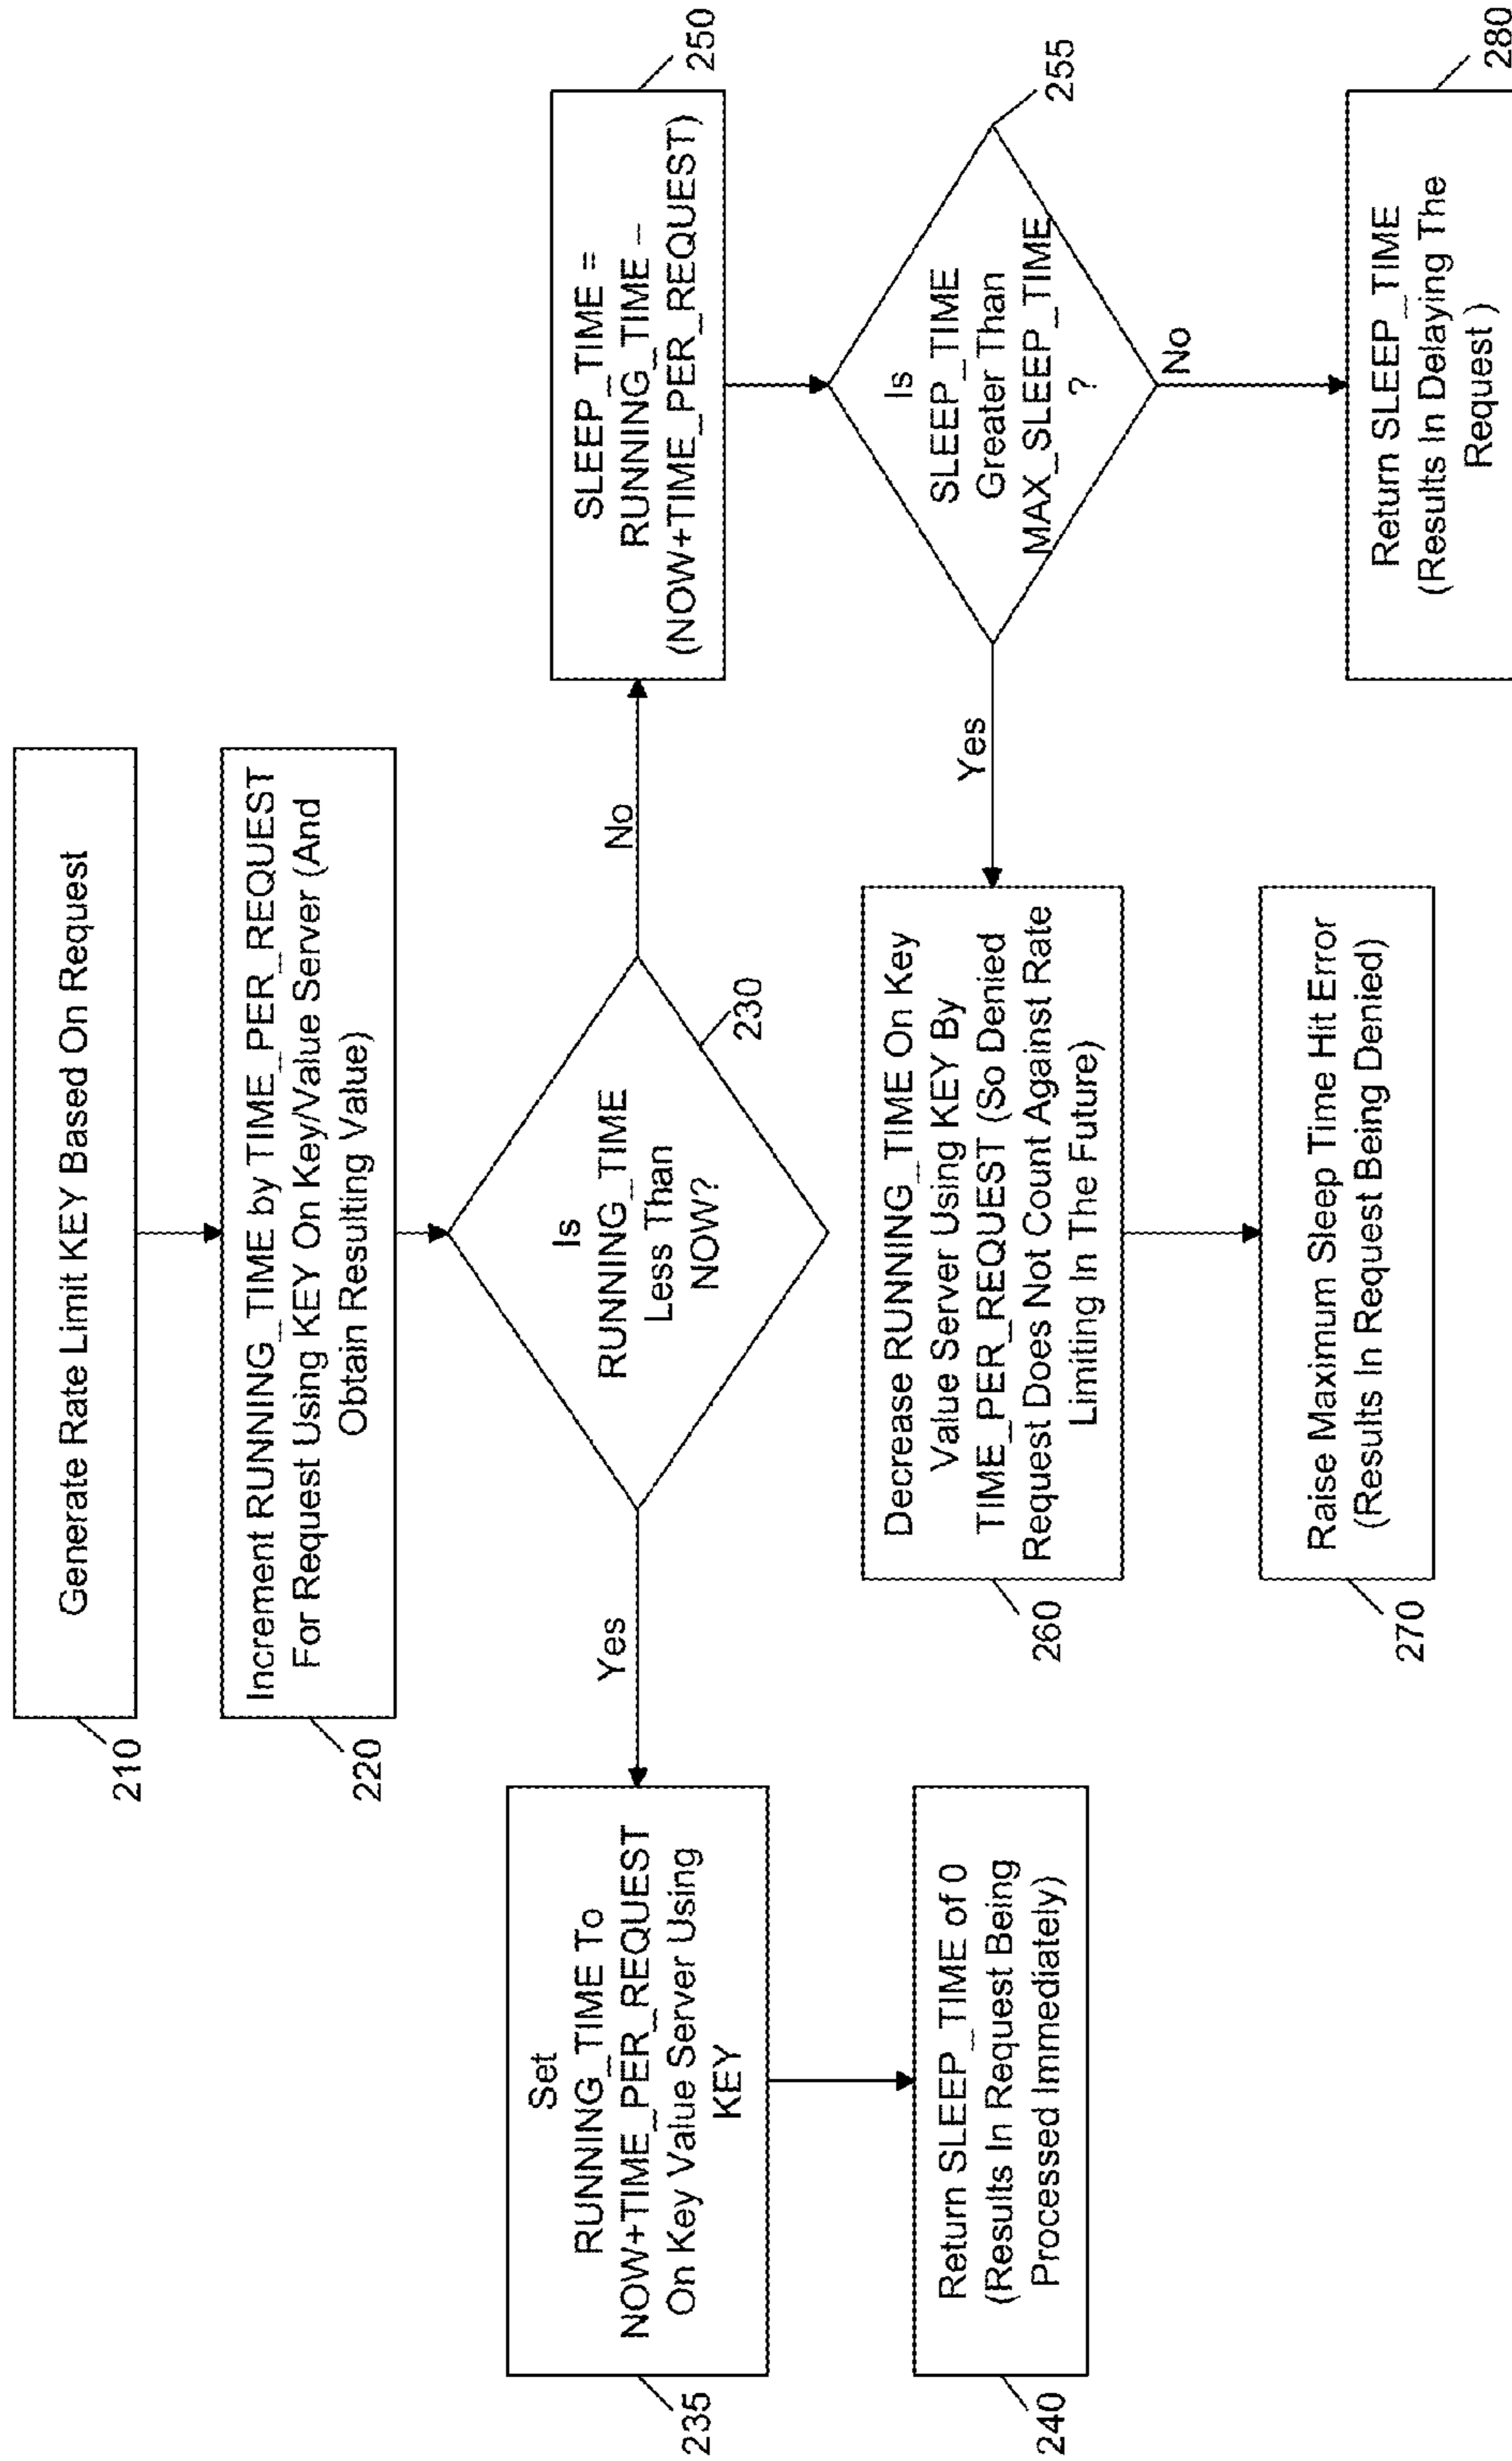 Generate Rate Limit KEY Based On Request
210
Increment RUNNING_TIME by TIME_PER_REQUEST
For Request Using KEY On Key/Value Server (And
Obtain Resulting Value)
220
Is
RUNNING_TIME
Less Than
NOW?
230
Yes
No
Set
RUNNING_TIME To
NOW+TIME_PER_REQUEST
On Key Value Server Using
KEY
235
Return SLEEP_TIME of 0
(Results In Request Being
Processed Immediately)
240
SLEEP_TIME =
RUNNING_TIME –
(NOW+TIME_PER_REQUEST)
250
Is
SLEEP_TIME
Greater Than
MAX_SLEEP_TIME
?
255
Yes
No
Decrease RUNNING_TIME On Key
Value Server Using KEY By
TIME_PER_REQUEST (So Denied
Request Does Not Count Against Rate
Limiting In The Future)
260
Raise Maximum Sleep Time Hit Error
(Results In Request Being Denied)
270
Return SLEEP_TIME
(Results In Delaying The
Request )
280